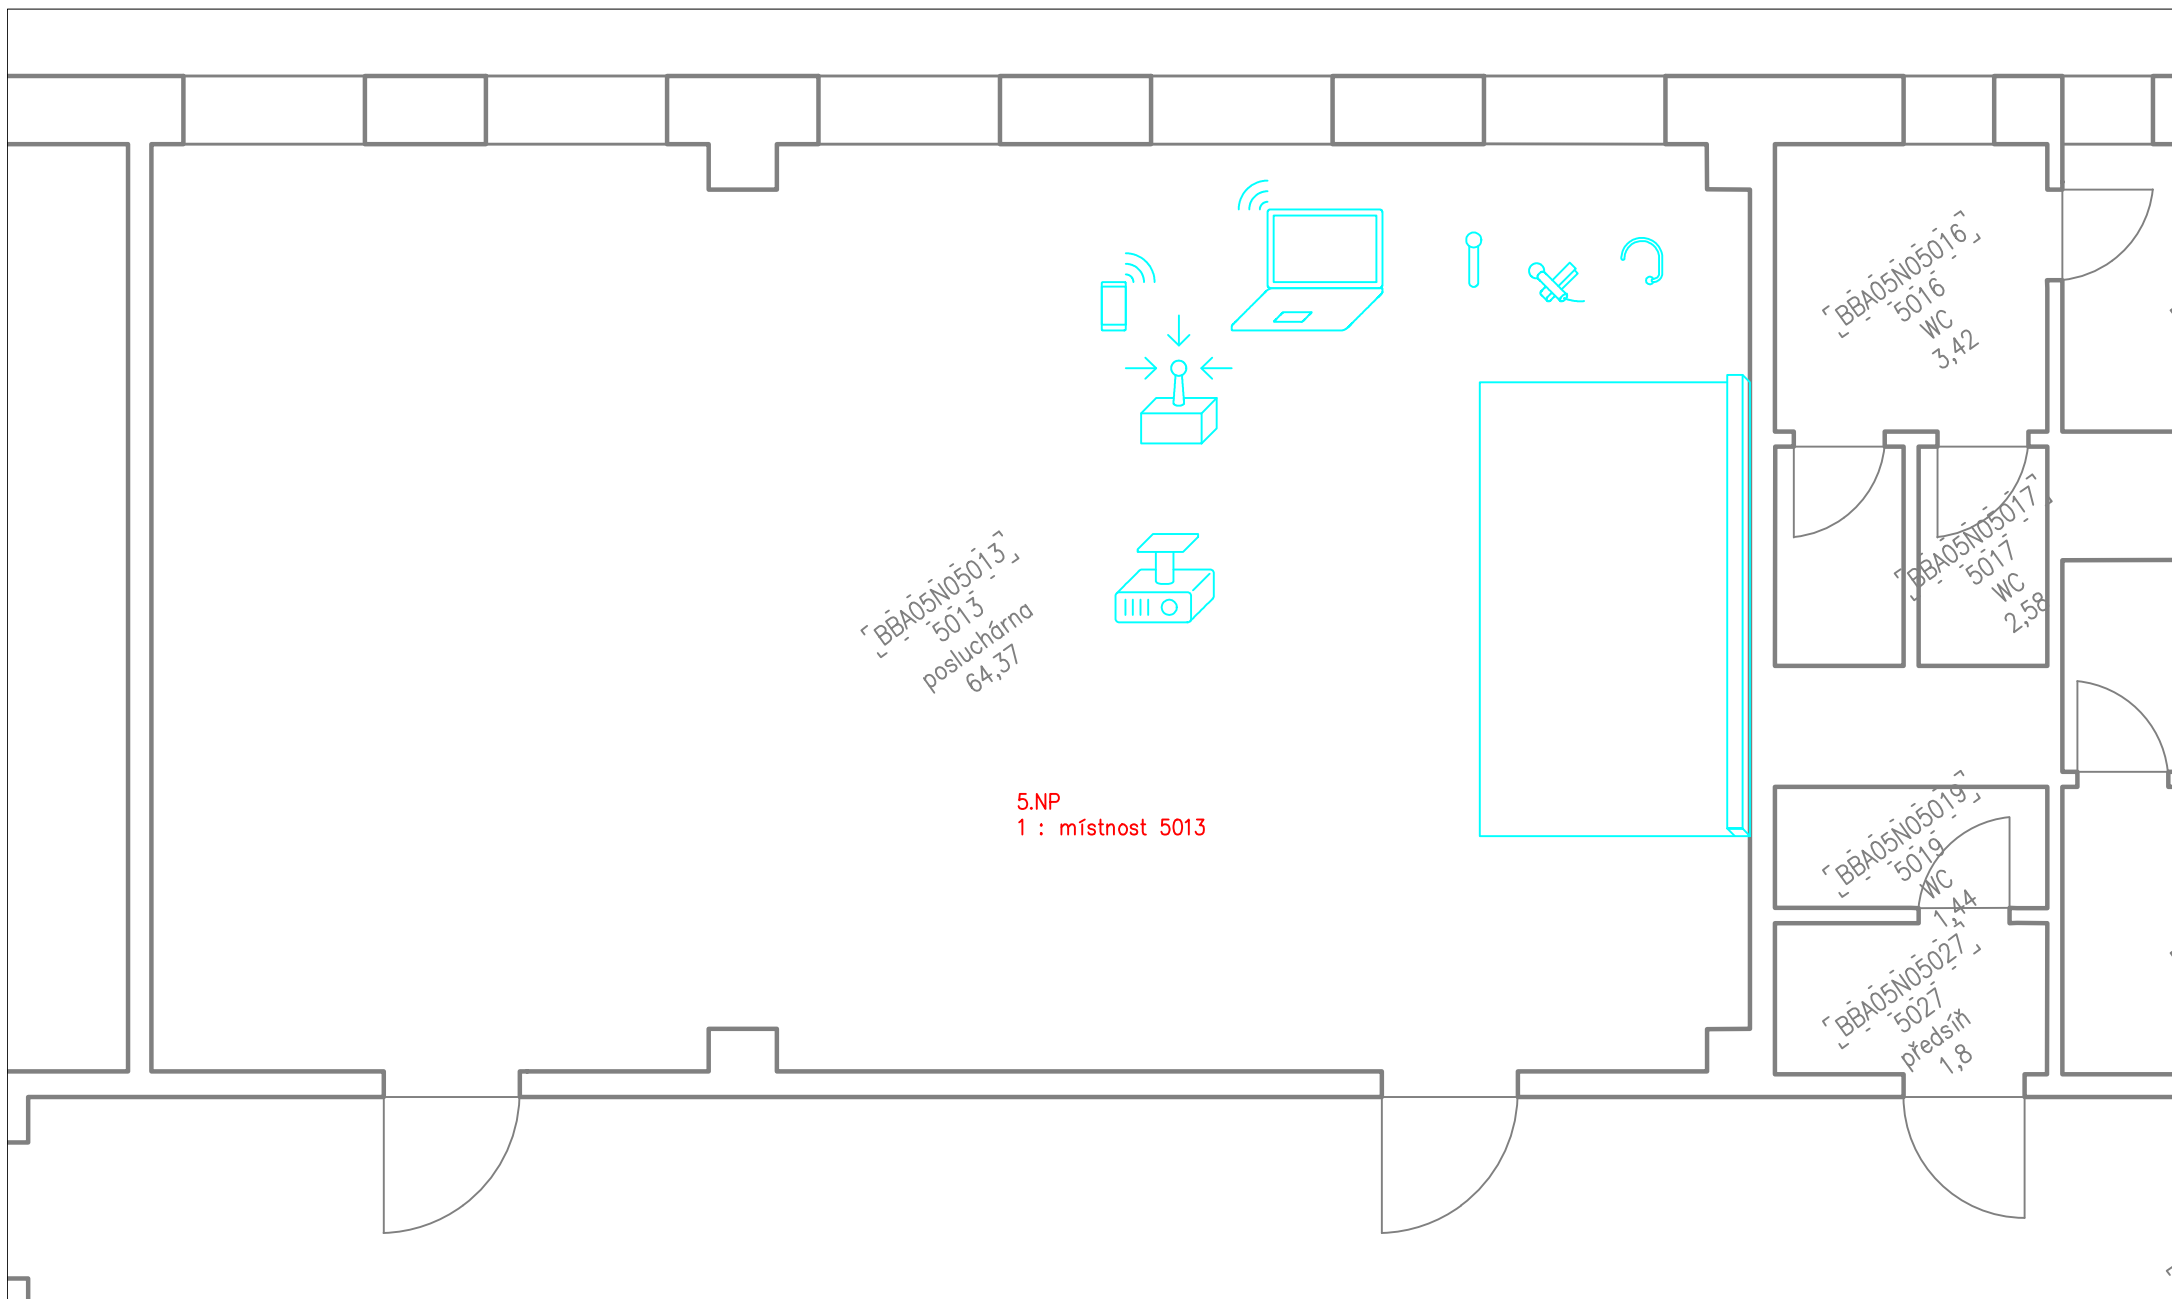 BBA05N05016
5016
WC
3,42
BBA05N05017
5017
WC
2,58
BBA05N05013
5013
posluchárna
64,37
5.NP
1 : místnost 5013
BBA05N05019
5019
WC
1,44
BBA05N05027
5027
předsíň
1,8